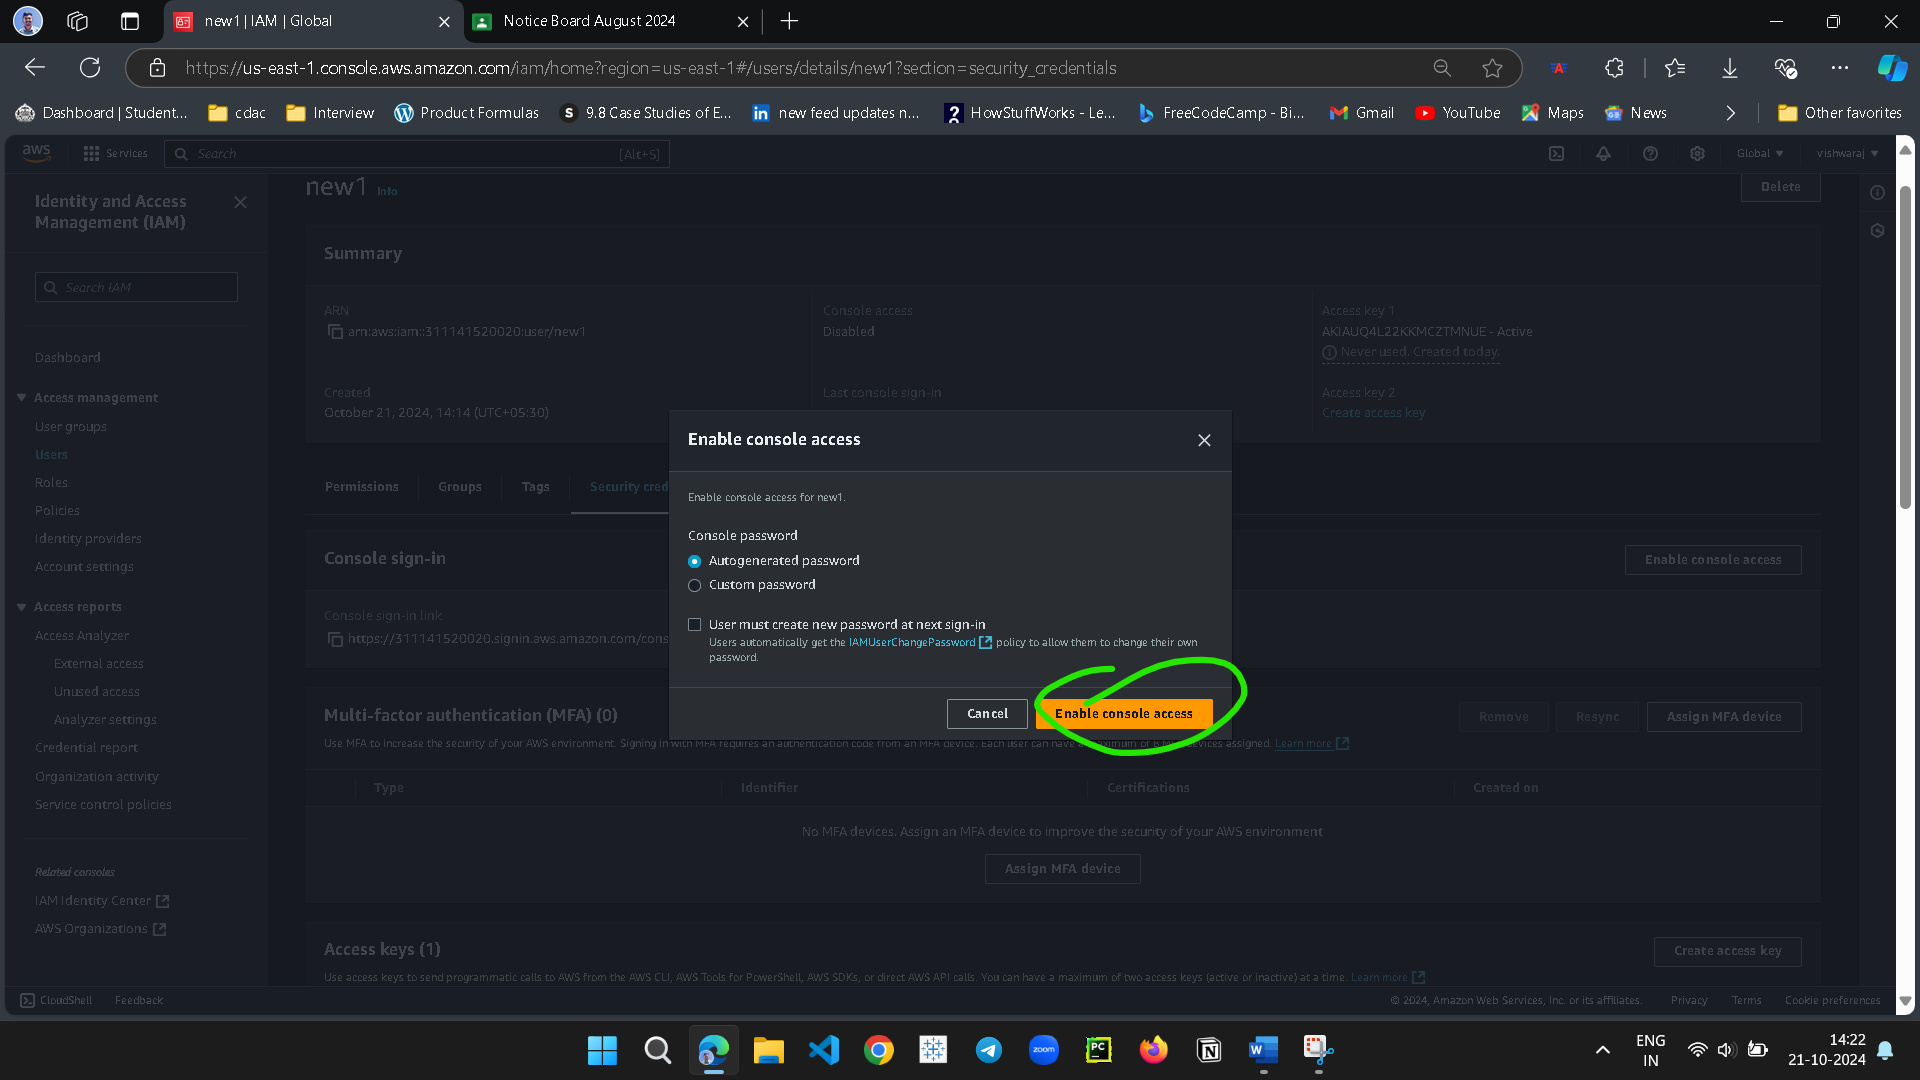 new1 | IAM | Global
Notice Board August 2024
https://us-east-1.console.aws.amazon.com/iam/home?region=us-east-1#/users/details/new1?section=security_credentials
Dashboard | Student...
cdac
Interview
Product Formulas
9.8 Case Studies of E...
new feed updates n...
HowStuffWorks - Le...
FreeCodeCamp - Bi...
Gmail
YouTube
Maps
News
Other favorites
aws
Services
Search
[Alt+S]
Global
vishwaraj
Identity and Access
Management (IAM)
Search IAM
Dashboard
Access management
User groups
Users
Roles
Policies
Identity providers
Account settings
Access reports
Access Analyzer
External access
Unused access
Analyzer settings
Credential report
Organization activity
Service control policies
Related consoles
IAM Identity Center
AWS Organizations
new1 Info
Delete
Summary
ARN
arn:aws:iam::311141520020:user/new1
Console access
Disabled
Access key 1
AKIAUQ4L22KKMCZTMNUE - Active
Never used. Created today.
Created
October 21, 2024, 14:14 (UTC+05:30)
Last console sign-in
Access key 2
Create access key
Permissions
Groups
Tags
Security cred
Console sign-in
Enable console access
Console sign-in link
https://311141520020.signin.aws.amazon.com/cons
Enable console access
Enable console access for new1.
Console password
Autogenerated password
Custom password
User must create new password at next sign-in
Users automatically get the IAMUserChangePassword policy to allow them to change their own
password.
Cancel
Enable console access
Multi-factor authentication (MFA) (0)
Remove
Resync
Assign MFA device
Use MFA to increase the security of your AWS environment. Signing in with MFA requires an authentication code from an MFA device. Each user can have a maximum of 8 MFA devices assigned. Learn more
Type
Identifier
Certifications
Created on
No MFA devices. Assign an MFA device to improve the security of your AWS environment
Assign MFA device
Access keys (1)
Create access key
Use access keys to send programmatic calls to AWS from the AWS CLI, AWS Tools for PowerShell, AWS SDKs, or direct AWS API calls. You can have a maximum of two access keys (active or inactive) at a time. Learn more
CloudShell
Feedback
© 2024, Amazon Web Services, Inc. or its affiliates.
Privacy
Terms
Cookie preferences
zoom
PC
ENG
IN
14:22
21-10-2024